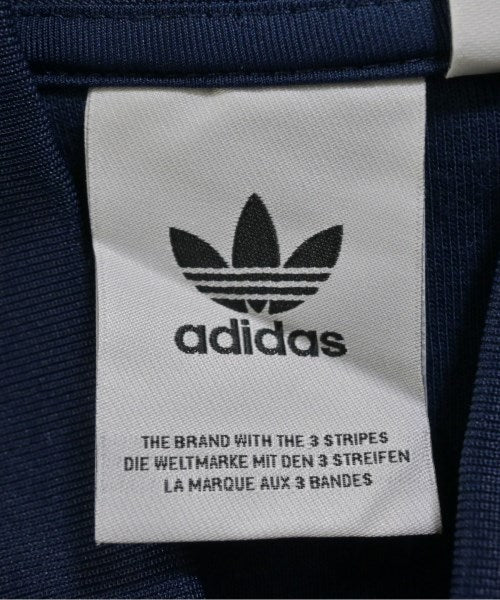 adidas
THE BRAND WITH THE 3 STRIPES
DIE WELTMARKE MIT DEN 3 STREIFEN
LA MARQUE AUX 3 BANDES